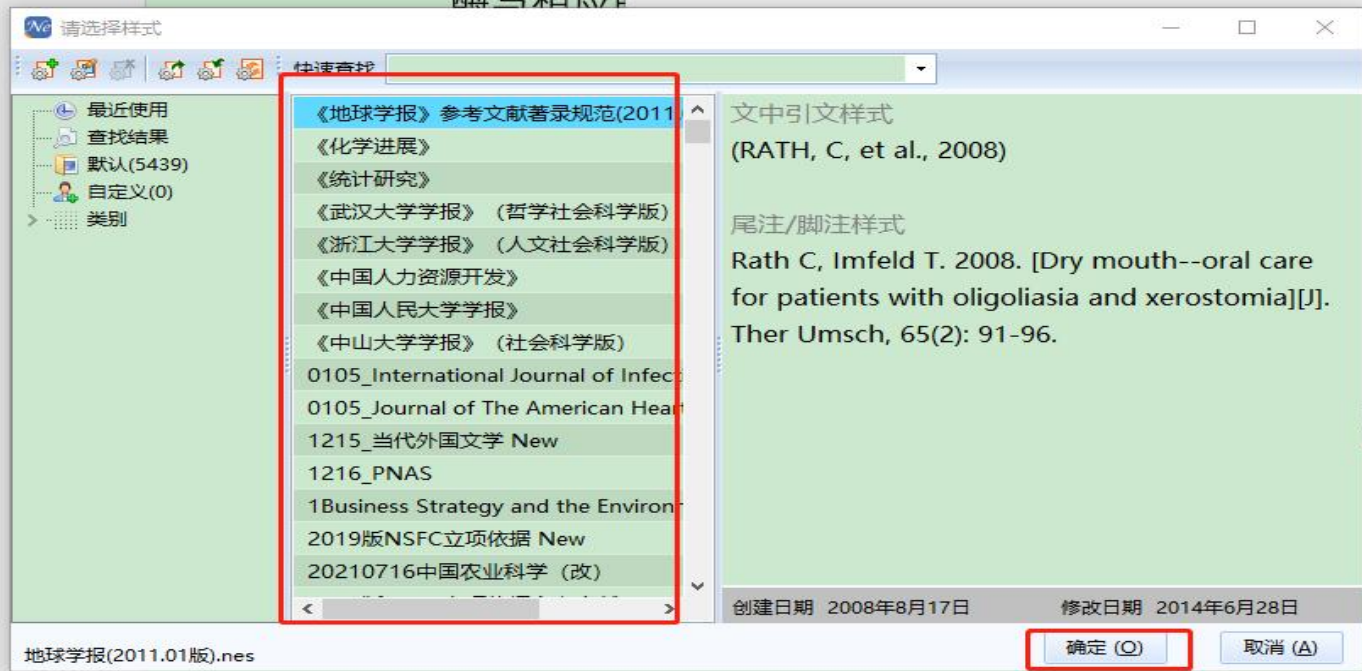 Ne 请选择样式
快速查找
最近使用
查找结果
默认(5439)
自定义(0)
类别
《地球学报》参考文献著录规范(2011
《化学进展》
《统计研究》
《武汉大学学报》（哲学社会科学版）
《浙江大学学报》（人文社会科学版）
《中国人力资源开发》
《中国人民大学学报》
《中山大学学报》（社会科学版）
0105_International Journal of Infect
0105_Journal of The American Heart
1215_当代外国文学 New
1216_PNAS
1Business Strategy and the Environ
2019版NSFC立项依据 New
20210716中国农业科学（改）
文中引文样式
(RATH, C, et al., 2008)
尾注/脚注样式
Rath C, Imfeld T. 2008. [Dry mouth--oral care
for patients with oligoliasia and xerostomia][J].
Ther Umsch, 65(2): 91-96.
创建日期 2008年8月17日 修改日期 2014年6月28日
地球学报(2011.01版).nes
确定 (O) 取消 (A)